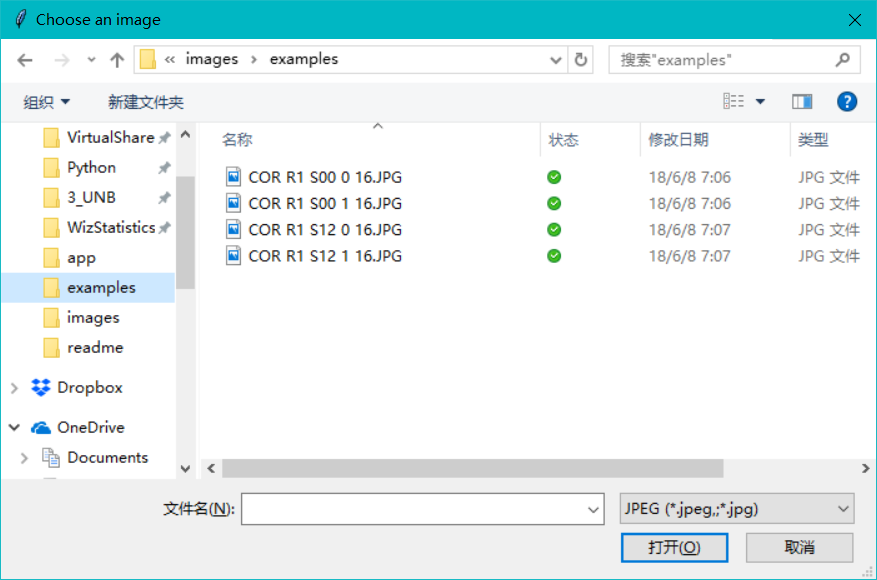 Choose an image
« images › examples
搜索"examples"
组织
新建文件夹
VirtualShare
Python
3_UNB
WizStatistics
app
examples
images
readme
Dropbox
OneDrive
Documents
名称 状态 修改日期 类型
COR R1 S00 0 16.JPG 18/6/8 7:06 JPG 文件
COR R1 S00 1 16.JPG 18/6/8 7:06 JPG 文件
COR R1 S12 0 16.JPG 18/6/8 7:07 JPG 文件
COR R1 S12 1 16.JPG 18/6/8 7:07 JPG 文件
文件名(N):
JPEG (*.jpeg,;*.jpg)
打开(O)
取消